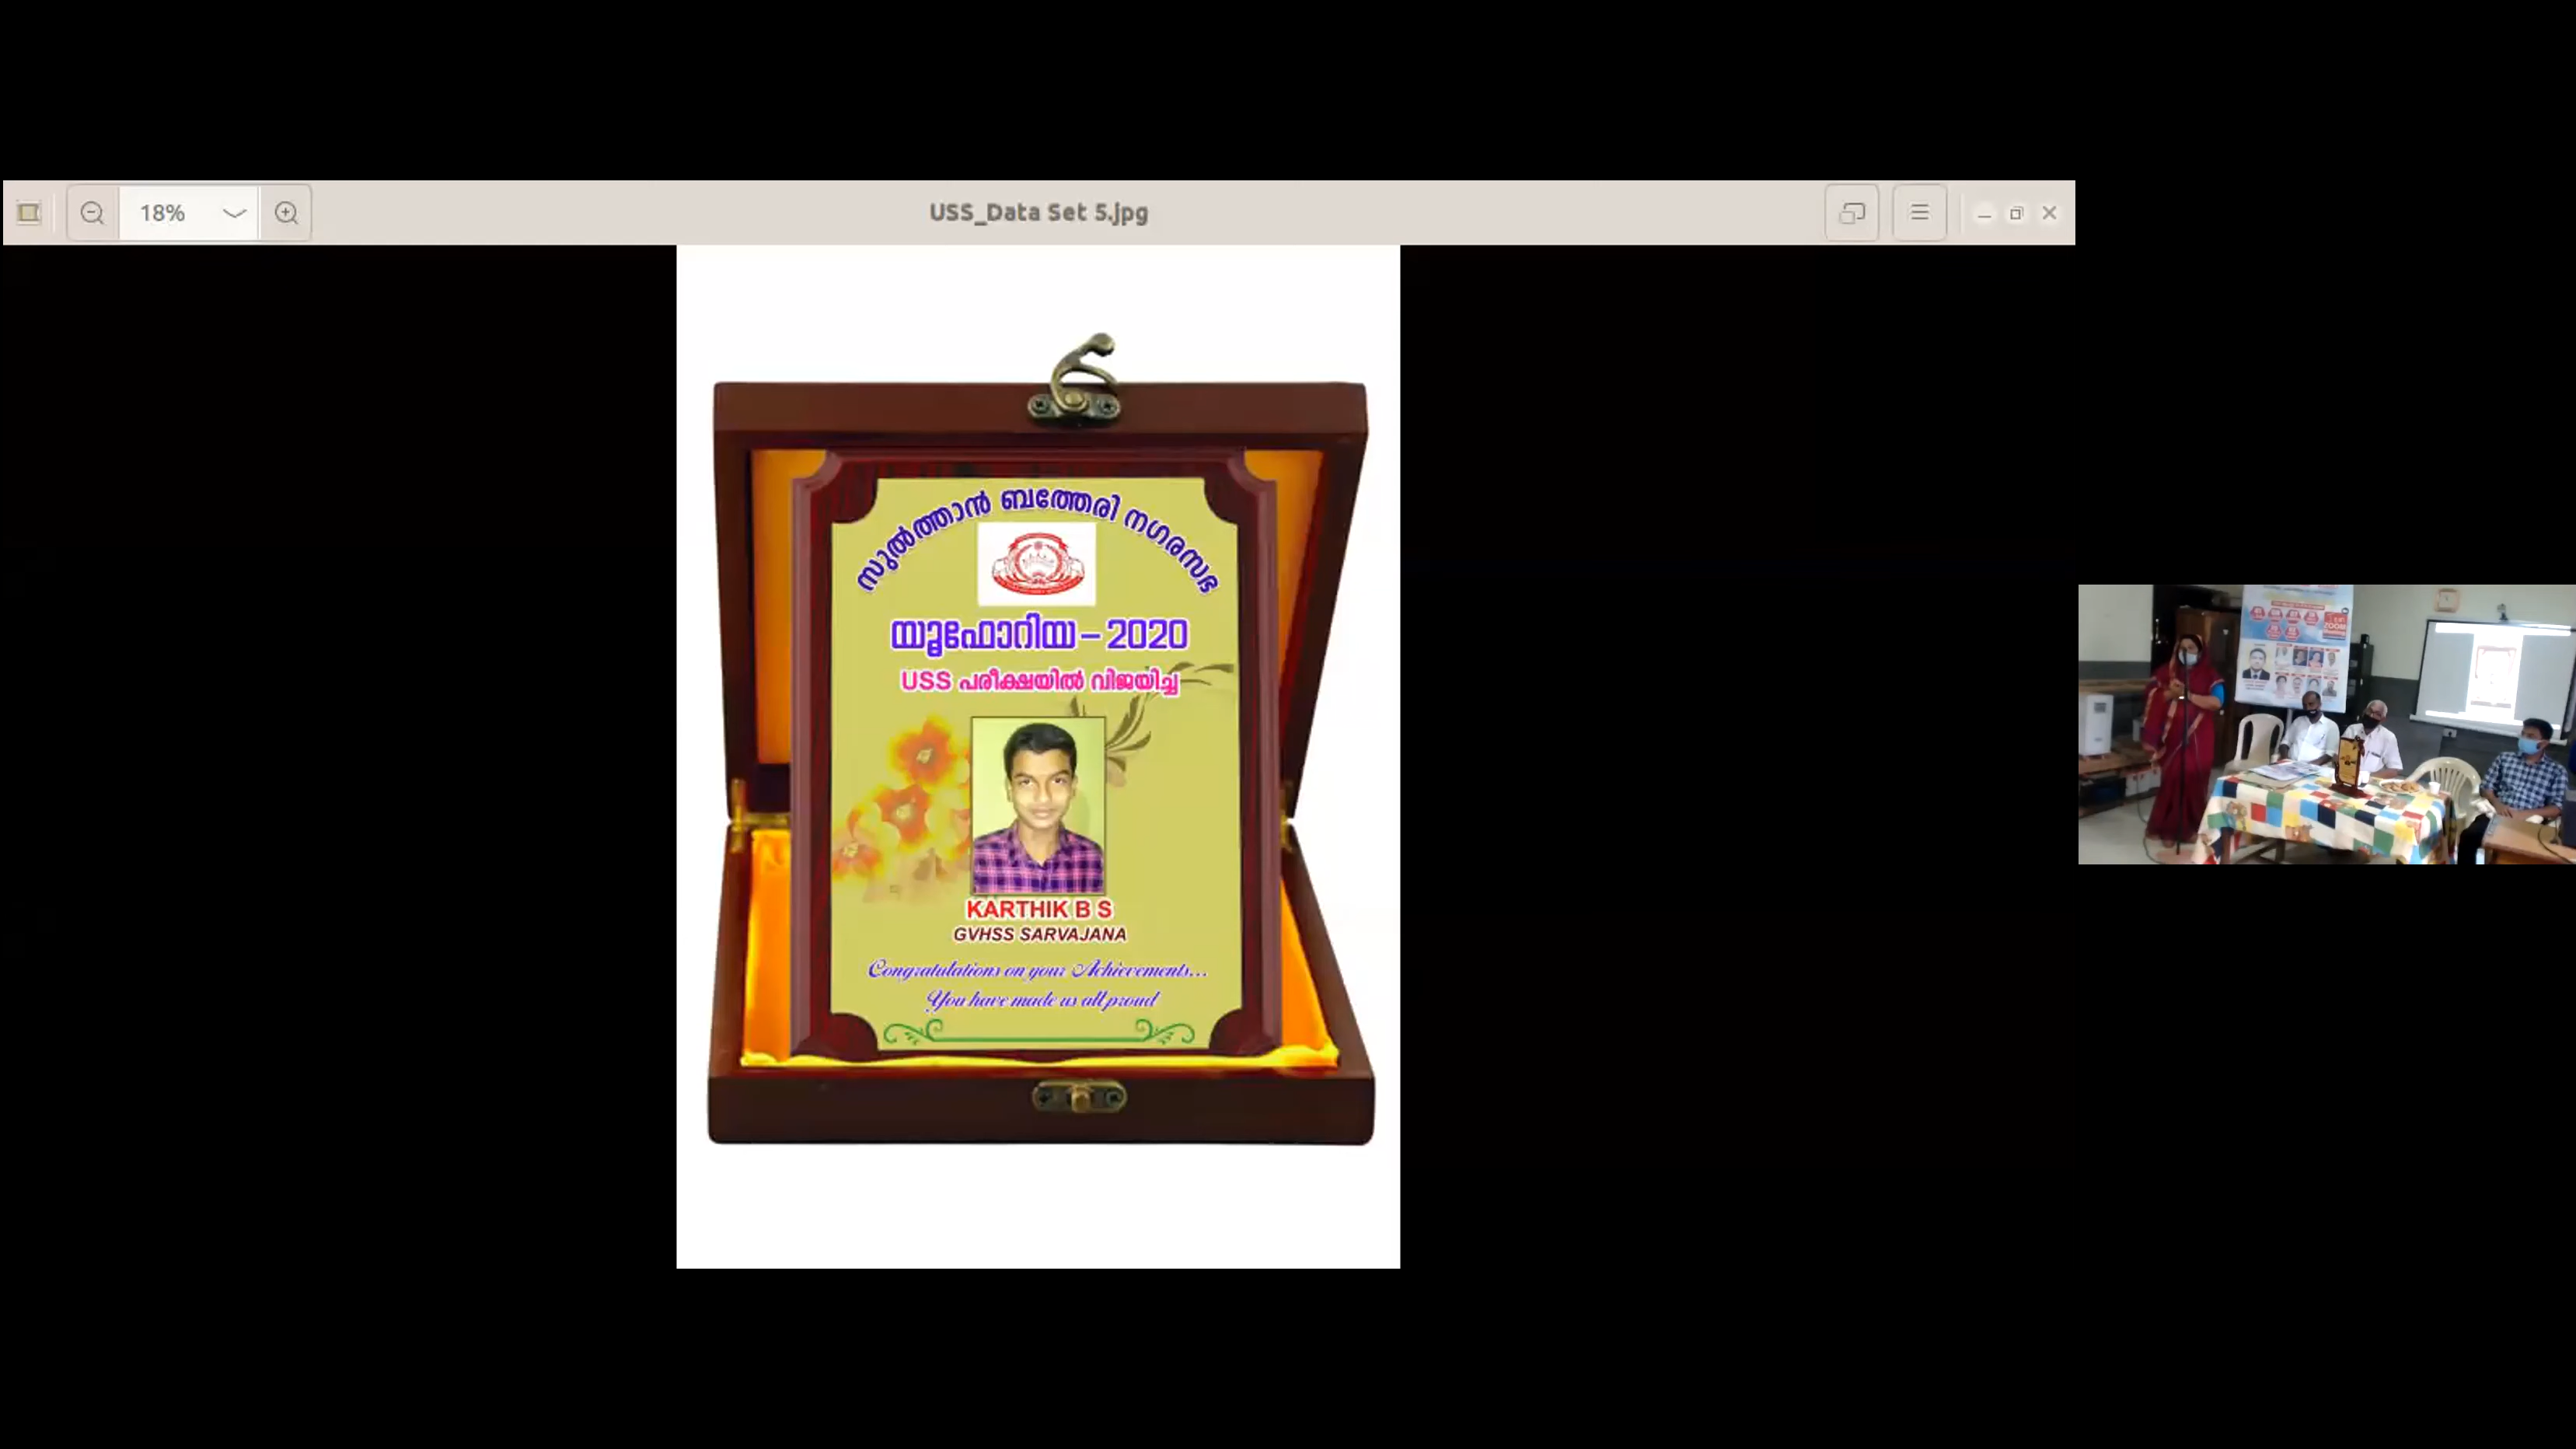 18%
USS_Data Set 5.jpg
സുൽത്താൻ ബത്തേരി നഗരസഭ
യൂഫോറിയ – 2020
USS പരീക്ഷയിൽ വിജയിച്ച
KARTHIK B S
GVHSS SARVAJANA
Congratulations on your Achievements...
You have made us all proud
ZOOM